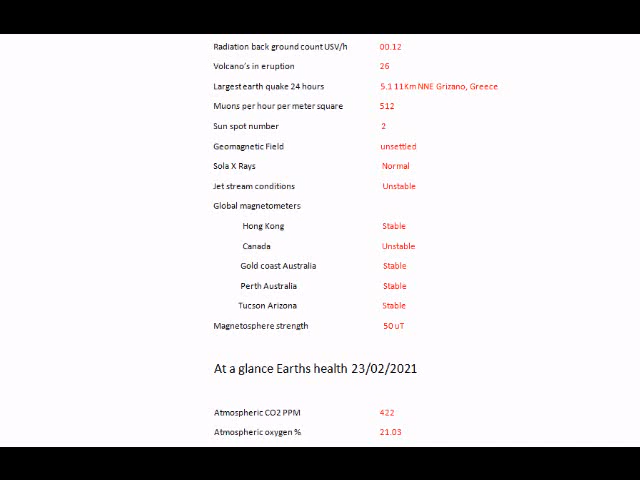 Radiation back ground count USV/h 00.12
Volcano's in eruption 26
Largest earth quake 24 hours 5.1 11Km NNE Grizano, Greece
Muons per hour per meter square 512
Sun spot number 2
Geomagnetic Field unsettled
Sola X Rays Normal
Jet stream conditions Unstable
Global magnetometers
Hong Kong Stable
Canada Unstable
Gold coast Australia Stable
Perth Australia Stable
Tucson Arizona Stable
Magnetosphere strength 50 uT
At a glance Earths health 23/02/2021
Atmospheric CO2 PPM 422
Atmospheric oxygen % 21.03